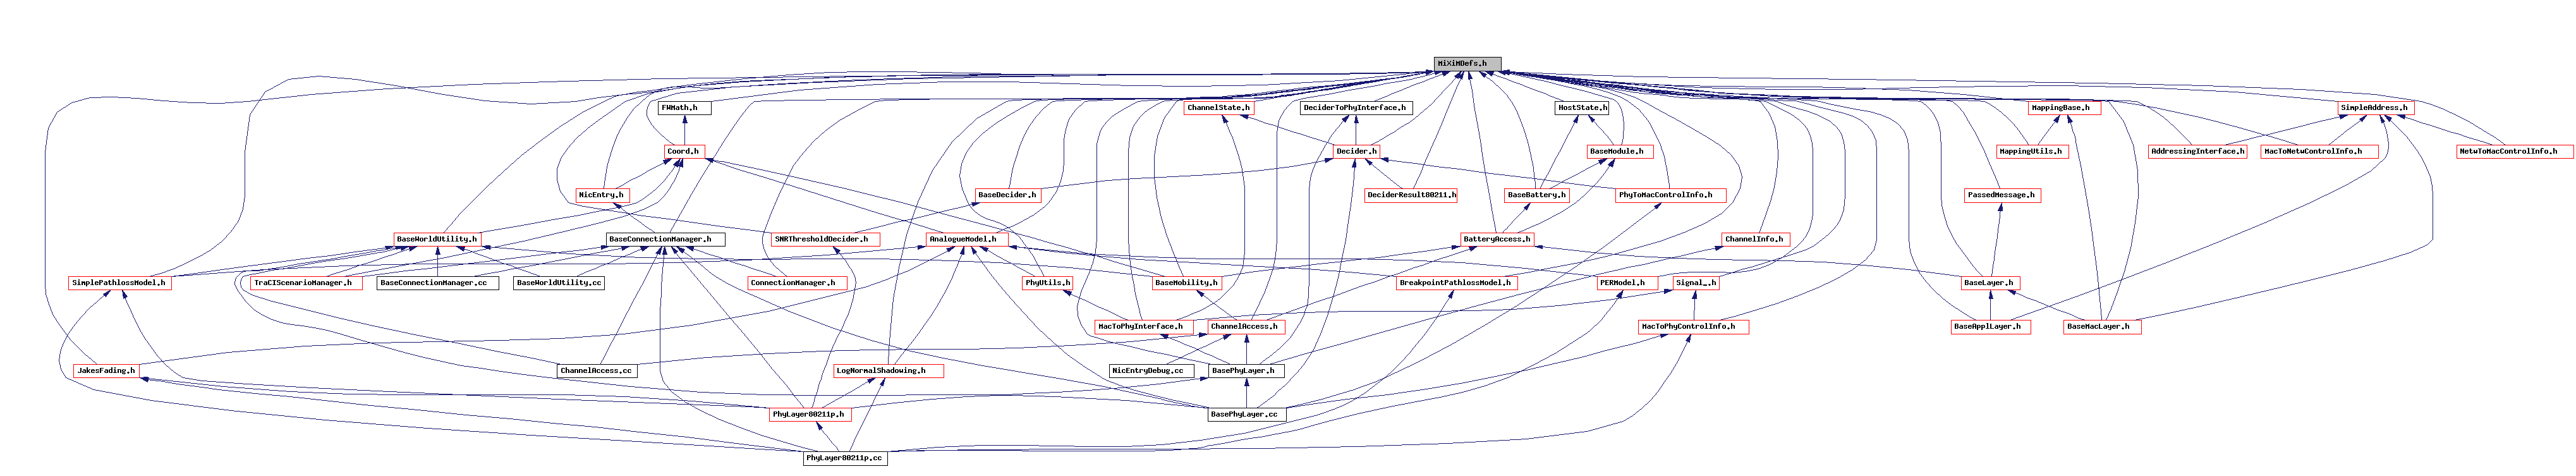 MiXiMDefs.h
FWMath.h
ChannelState.h
DeciderToPhyInterface.h
HostState.h
MappingBase.h
SimpleAddress.h
Coord.h
Decider.h
BaseModule.h
MappingUtils.h
AddressingInterface.h
MacToNetwControlInfo.h
NetwToMacControlInfo.h
NicEntry.h
BaseDecider.h
DeciderResult80211.h
BaseBattery.h
PhyToMacControlInfo.h
PassedMessage.h
BaseWorldUtility.h
BaseConnectionManager.h
SNRThresholdDecider.h
AnalogueModel.h
BatteryAccess.h
ChannelInfo.h
SimplePathlossModel.h
TraCIScenarioManager.h
BaseConnectionManager.cc
BaseWorldUtility.cc
ConnectionManager.h
PhyUtils.h
BaseMobility.h
BreakpointPathlossModel.h
PERModel.h
Signal_.h
BaseLayer.h
MacToPhyInterface.h
ChannelAccess.h
MacToPhyControlInfo.h
BaseApplLayer.h
BaseMacLayer.h
JakesFading.h
ChannelAccess.cc
LogNormalShadowing.h
NicEntryDebug.cc
BasePhyLayer.h
PhyLayer80211p.h
BasePhyLayer.cc
PhyLayer80211p.cc